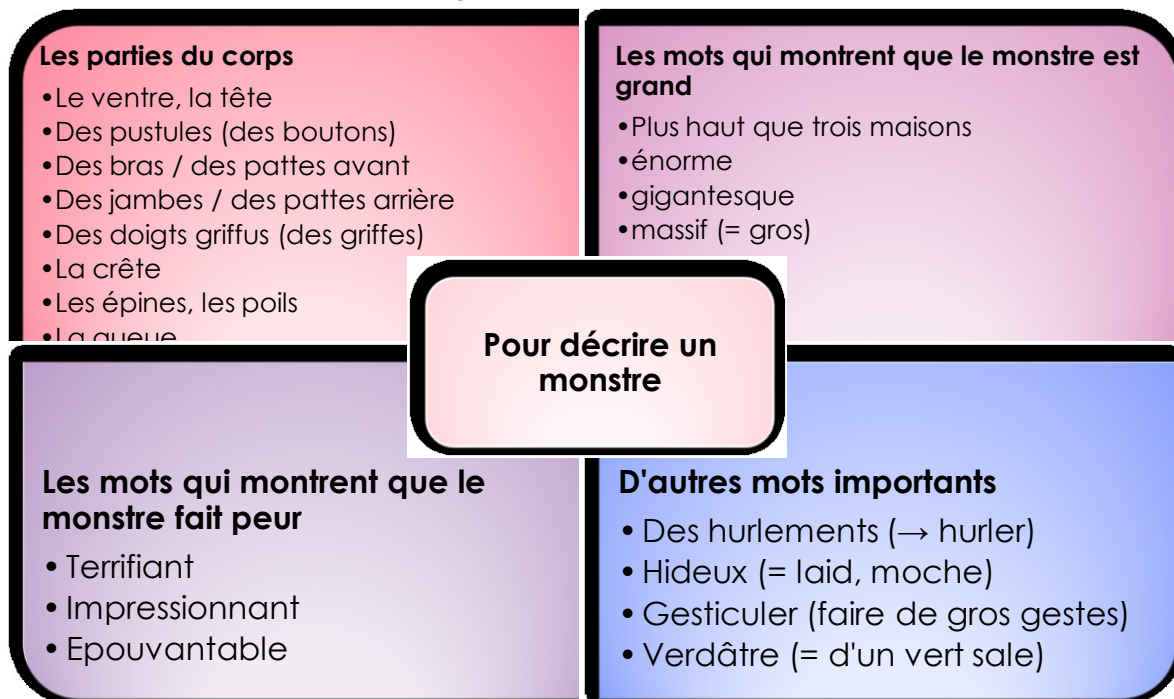 Les parties du corps
•Le ventre, la tête
•Des pustules (des boutons)
•Des bras / des pattes avant
•Des jambes / des pattes arrière
•Des doigts griffus (des griffes)
•La crête
•Les épines, les poils
•La queue
Les mots qui montrent que le monstre est
grand
•Plus haut que trois maisons
•énorme
•gigantesque
•massif (= gros)
Pour décrire un
monstre
Les mots qui montrent que le
monstre fait peur
• Terrifiant
• Impressionnant
• Epouvantable
D'autres mots importants
• Des hurlements (→ hurler)
• Hideux (= laid, moche)
• Gesticuler (faire de gros gestes)
• Verdâtre (= d'un vert sale)